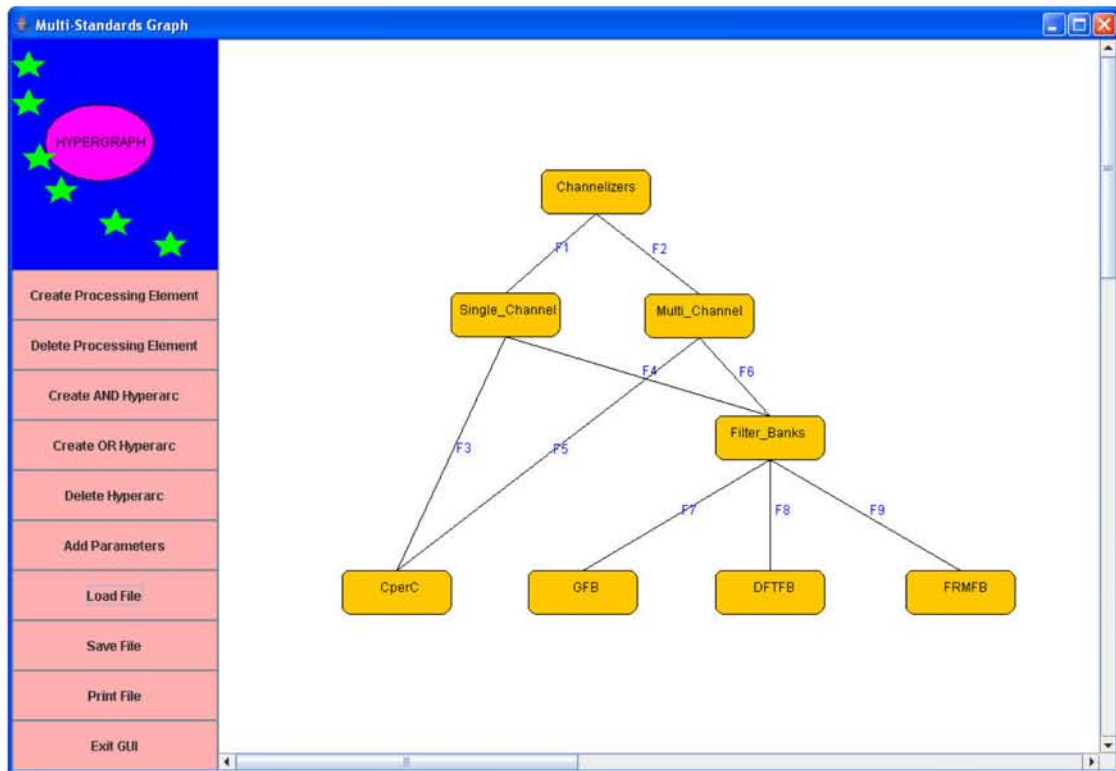 Multi-Standards Graph
HYPERGRAPH
Create Processing Element
Delete Processing Element
Create AND Hyperarc
Create OR Hyperarc
Delete Hyperarc
Add Parameters
Load File
Save File
Print File
Exit GUI
Channelizers
F1 F2
Single_Channel Multi_Channel
F4 F6
Filter_Banks
F3 F5
F7 F8 F9
CperC GFB DFTFB FRMFB